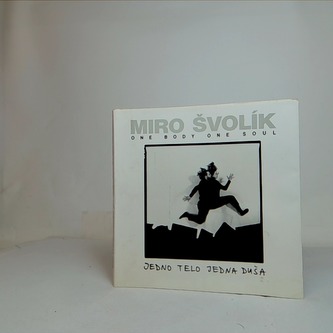 MIRO ŠVOLÍK
ONE BODY ONE SOUL
JEDNO TELO JEDNA DUŠA